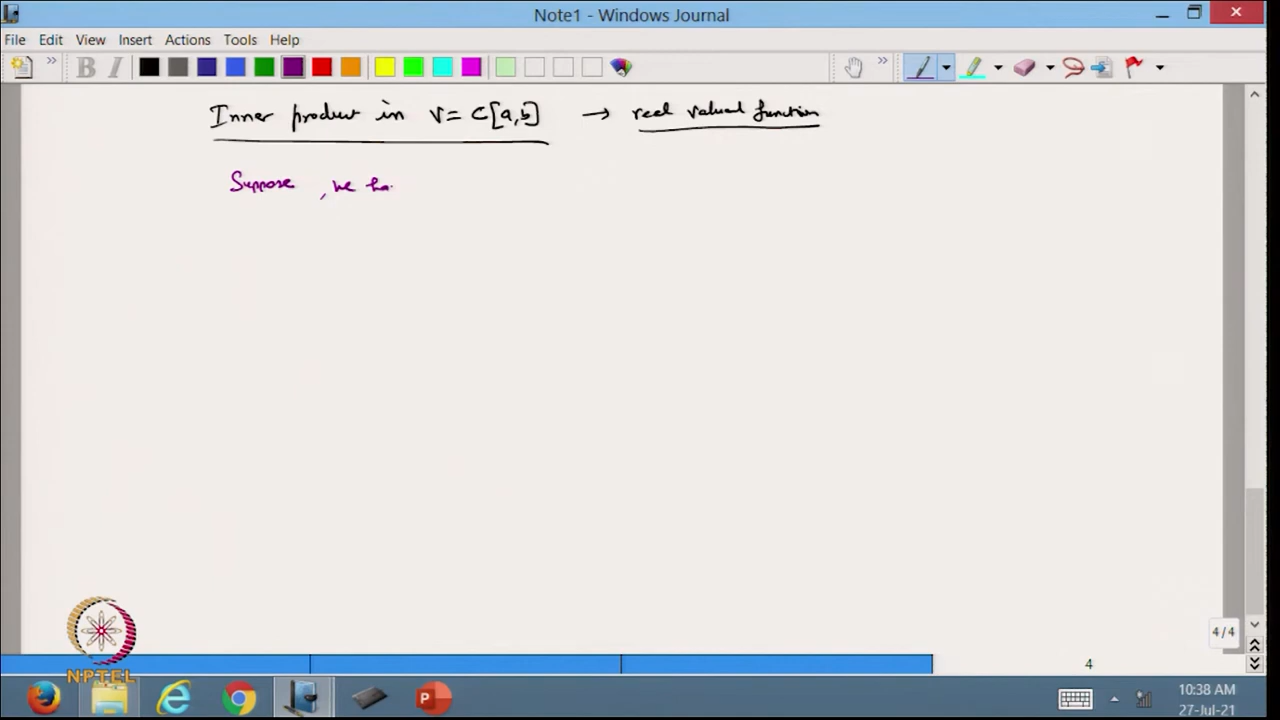 Note1 - Windows Journal
File Edit View Insert Actions Tools Help
Inner product in V = C[a,b] → real valued function
Suppose , we ha
4/4
4
NPTEL
10:38 AM
27-Jul-21